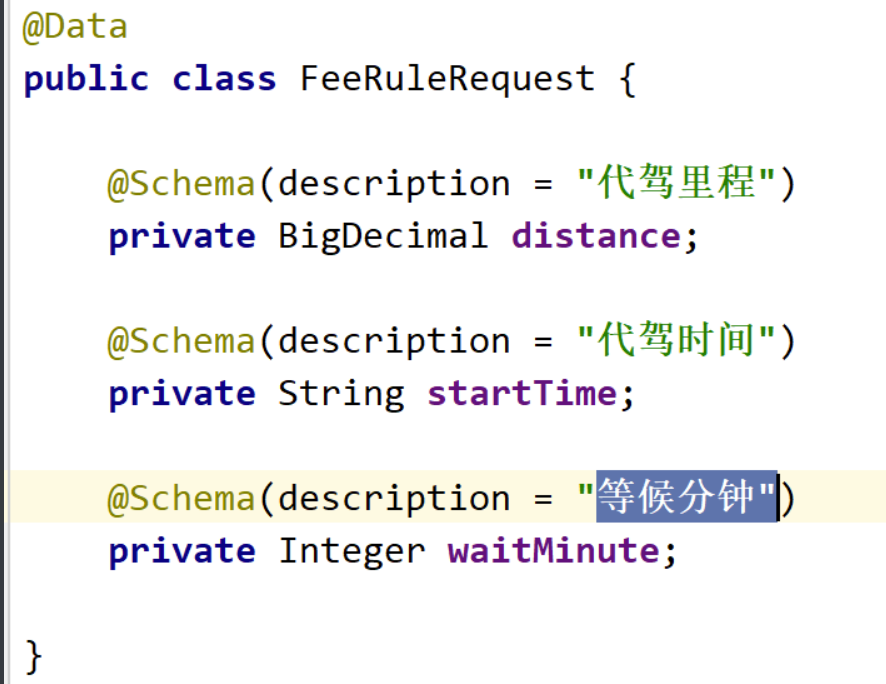 @Data
public class FeeRuleRequest {
@Schema(description = "代驾里程")
private BigDecimal distance;
@Schema(description = "代驾时间")
private String startTime;
@Schema(description = "等候分钟")
private Integer waitMinute;
}